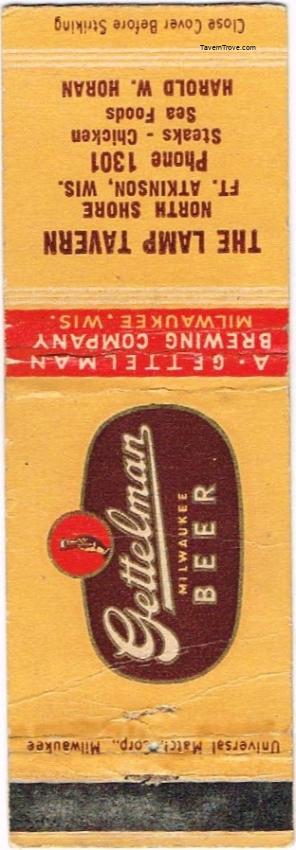 TavernTrove.com
Close Cover Before Striking
THE LAMP TAVERN
NORTH SHORE
FT. ATKINSON, WIS.
Phone 1301
Steaks - Chicken
Sea Foods
HAROLD W. HORAN
A. GETTELMAN
BREWING COMPANY
MILWAUKEE, WIS.
Gettelman
MILWAUKEE
BEER
Universal Match Corp., Milwaukee